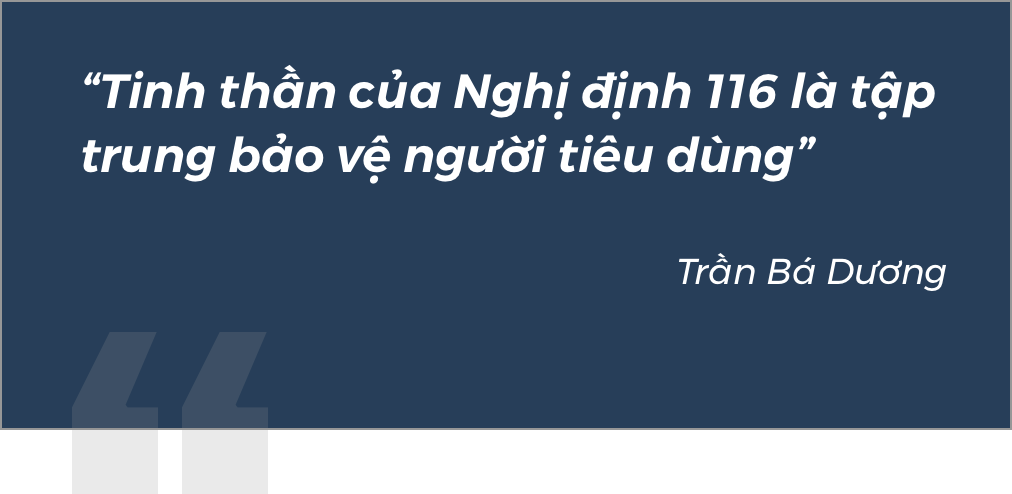 “Tinh thần của Nghị định 116 là tập
trung bảo vệ người tiêu dùng”
Trần Bá Dương